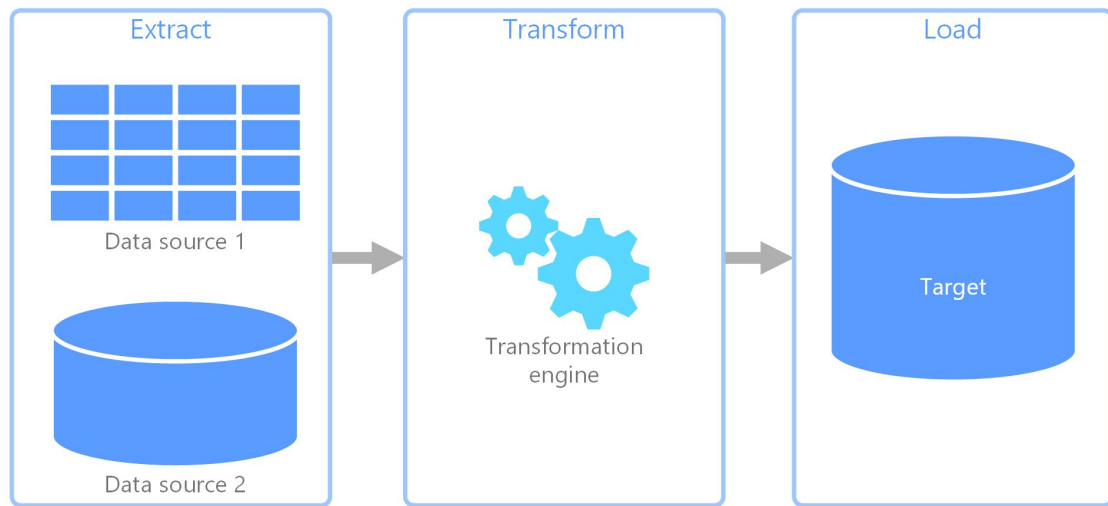 Extract
Data source 1
Data source 2
Transform
Transformation
engine
Load
Target